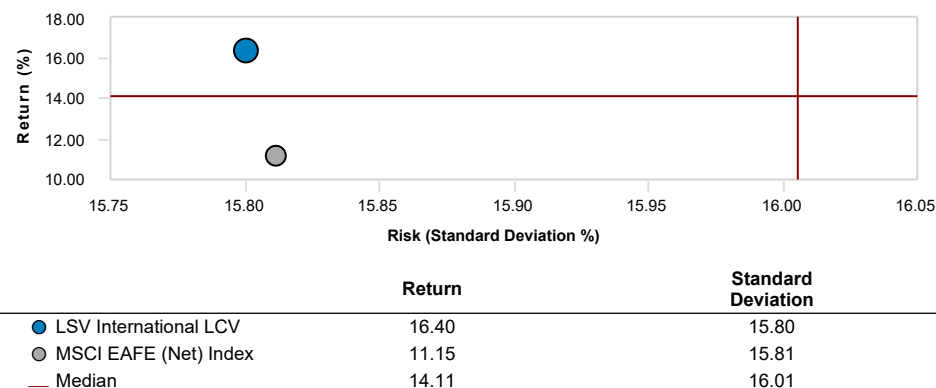 18.00
16.00
14.00
12.00
10.00
Return (%)
15.75 15.80 15.85 15.90 15.95 16.00 16.05
Risk (Standard Deviation %)
Return Standard Deviation
LSV International LCV 16.40 15.80
MSCI EAFE (Net) Index 11.15 15.81
Median 14.11 16.01